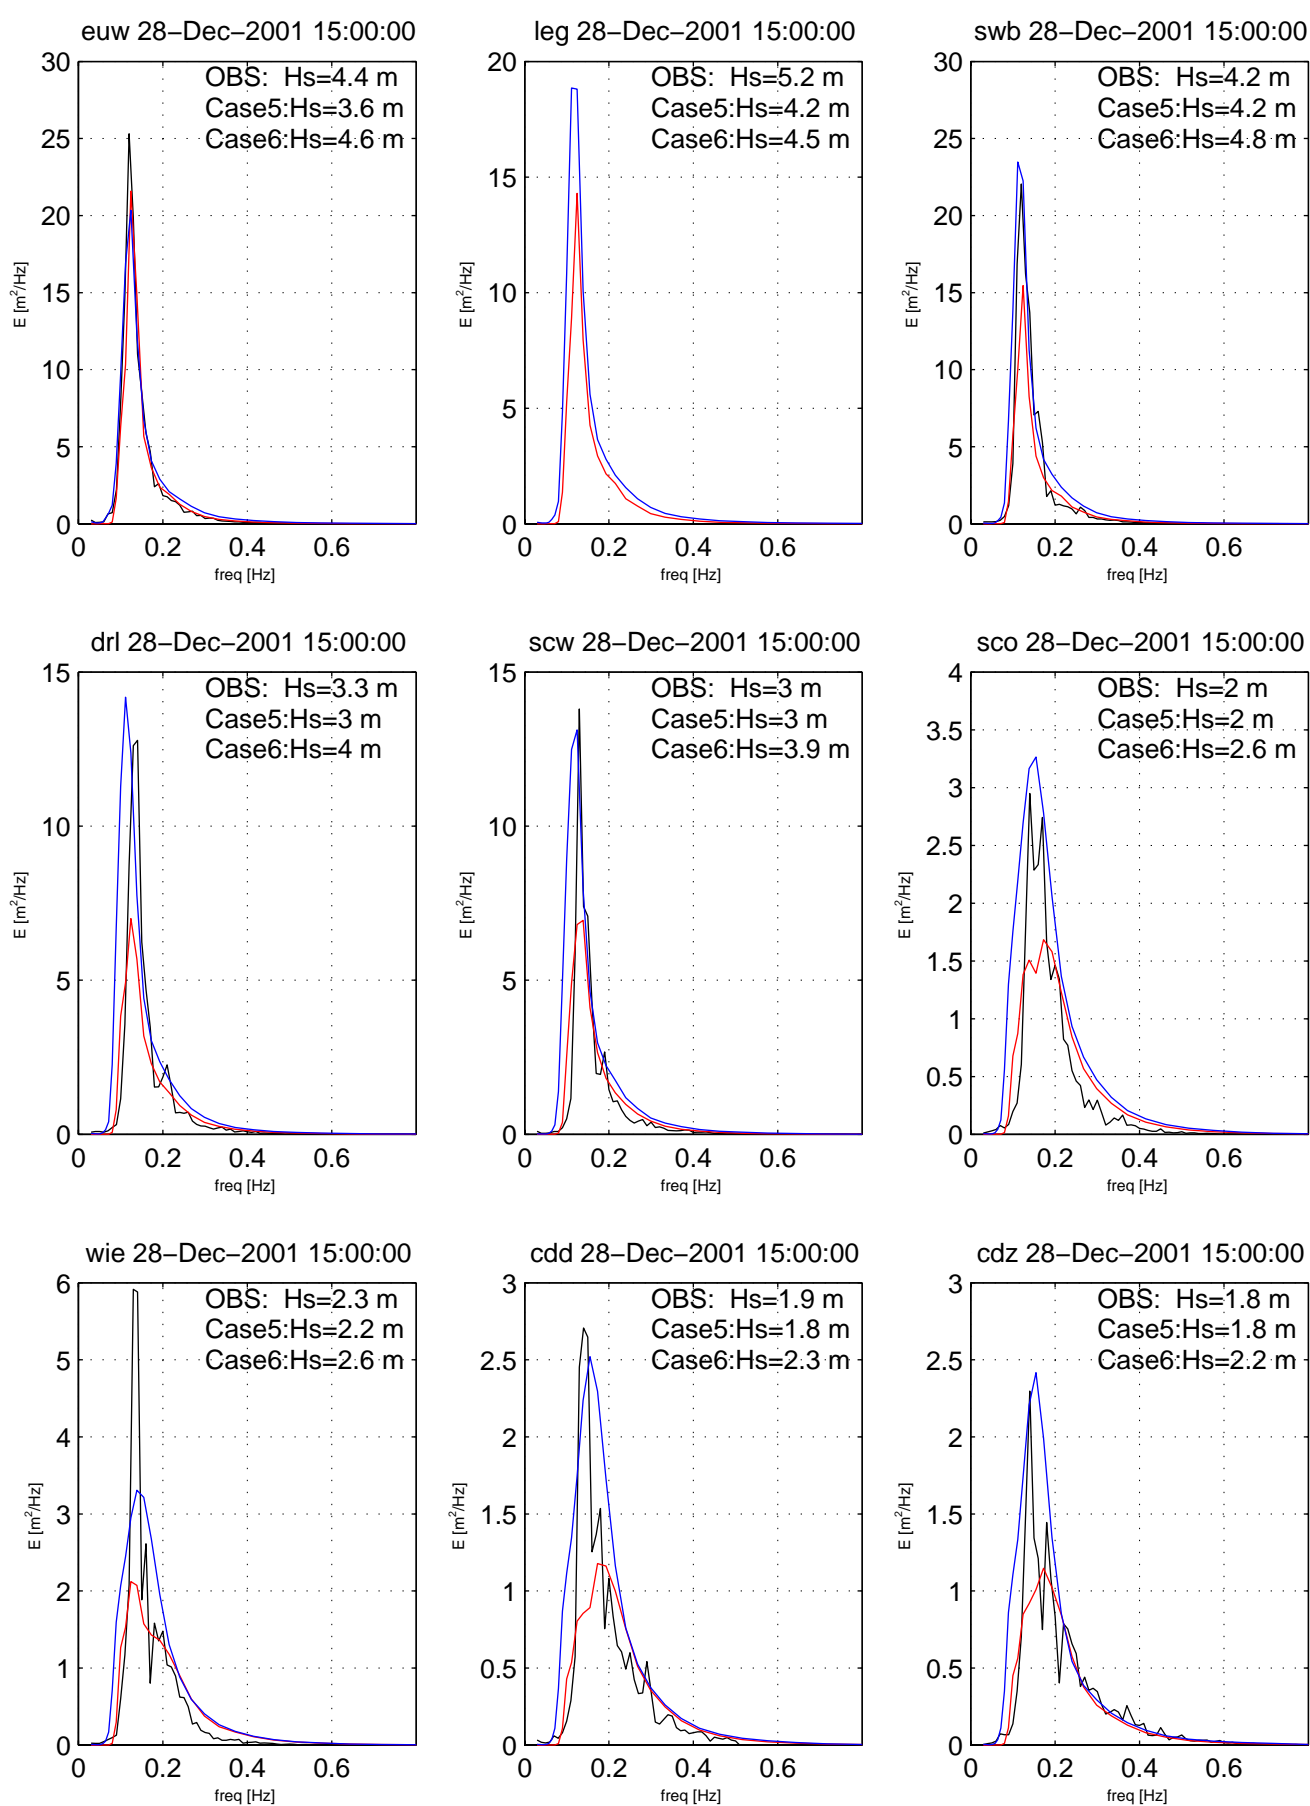 euw 28−Dec−2001 15:00:00
OBS: Hs=4.4 m
Case5:Hs=3.6 m
Case6:Hs=4.6 m
30
25
20
15
10
5
0
E [m²/Hz]
0 0.2 0.4 0.6
freq [Hz]
leg 28−Dec−2001 15:00:00
OBS: Hs=5.2 m
Case5:Hs=4.2 m
Case6:Hs=4.5 m
20
15
10
5
0
E [m²/Hz]
0 0.2 0.4 0.6
freq [Hz]
swb 28−Dec−2001 15:00:00
OBS: Hs=4.2 m
Case5:Hs=4.2 m
Case6:Hs=4.8 m
30
25
20
15
10
5
0
E [m²/Hz]
0 0.2 0.4 0.6
freq [Hz]
drl 28−Dec−2001 15:00:00
OBS: Hs=3.3 m
Case5:Hs=3 m
Case6:Hs=4 m
15
10
5
0
E [m²/Hz]
0 0.2 0.4 0.6
freq [Hz]
scw 28−Dec−2001 15:00:00
OBS: Hs=3 m
Case5:Hs=3 m
Case6:Hs=3.9 m
15
10
5
0
E [m²/Hz]
0 0.2 0.4 0.6
freq [Hz]
sco 28−Dec−2001 15:00:00
OBS: Hs=2 m
Case5:Hs=2 m
Case6:Hs=2.6 m
4
3.5
3
2.5
2
1.5
1
0.5
0
E [m²/Hz]
0 0.2 0.4 0.6
freq [Hz]
wie 28−Dec−2001 15:00:00
OBS: Hs=2.3 m
Case5:Hs=2.2 m
Case6:Hs=2.6 m
6
5
4
3
2
1
0
E [m²/Hz]
0 0.2 0.4 0.6
freq [Hz]
cdd 28−Dec−2001 15:00:00
OBS: Hs=1.9 m
Case5:Hs=1.8 m
Case6:Hs=2.3 m
3
2.5
2
1.5
1
0.5
0
E [m²/Hz]
0 0.2 0.4 0.6
freq [Hz]
cdz 28−Dec−2001 15:00:00
OBS: Hs=1.8 m
Case5:Hs=1.8 m
Case6:Hs=2.2 m
3
2.5
2
1.5
1
0.5
0
E [m²/Hz]
0 0.2 0.4 0.6
freq [Hz]